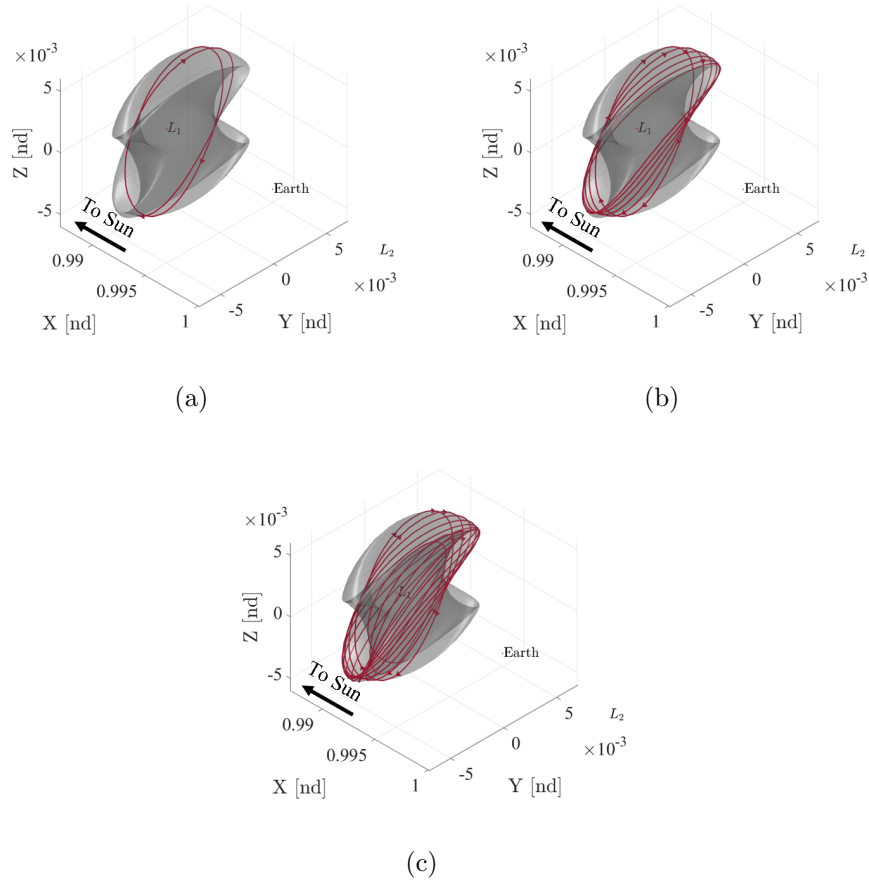 ×10⁻³
5
0
-5
Z [nd]
L₁
Earth
To Sun
0.99
0.995
1
X [nd]
-5
0
5
Y [nd]
L₂
×10⁻³
(a)
×10⁻³
5
0
-5
Z [nd]
L₁
Earth
To Sun
0.99
0.995
1
X [nd]
-5
0
5
Y [nd]
L₂
×10⁻³
(b)
×10⁻³
5
0
-5
Z [nd]
L₁
Earth
To Sun
0.99
0.995
1
X [nd]
-5
0
5
Y [nd]
L₂
×10⁻³
(c)